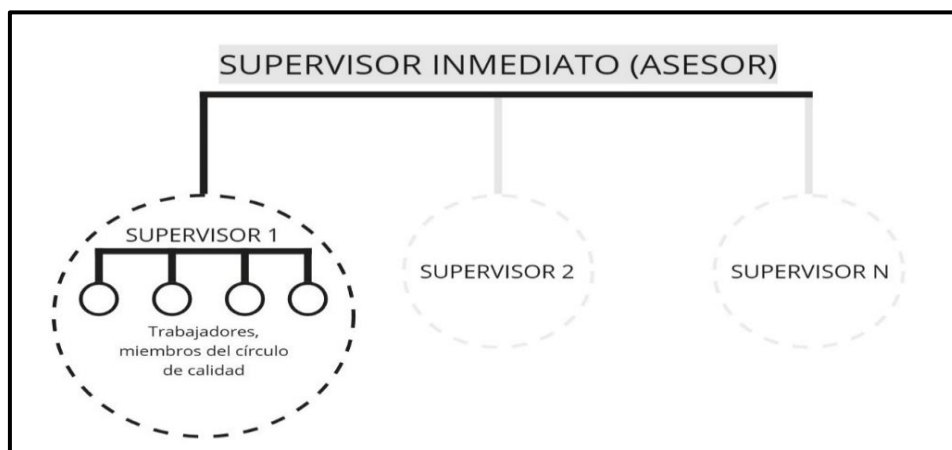 SUPERVISOR INMEDIATO (ASESOR)
SUPERVISOR 1
SUPERVISOR 2
SUPERVISOR N
Trabajadores,
miembros del círculo
de calidad